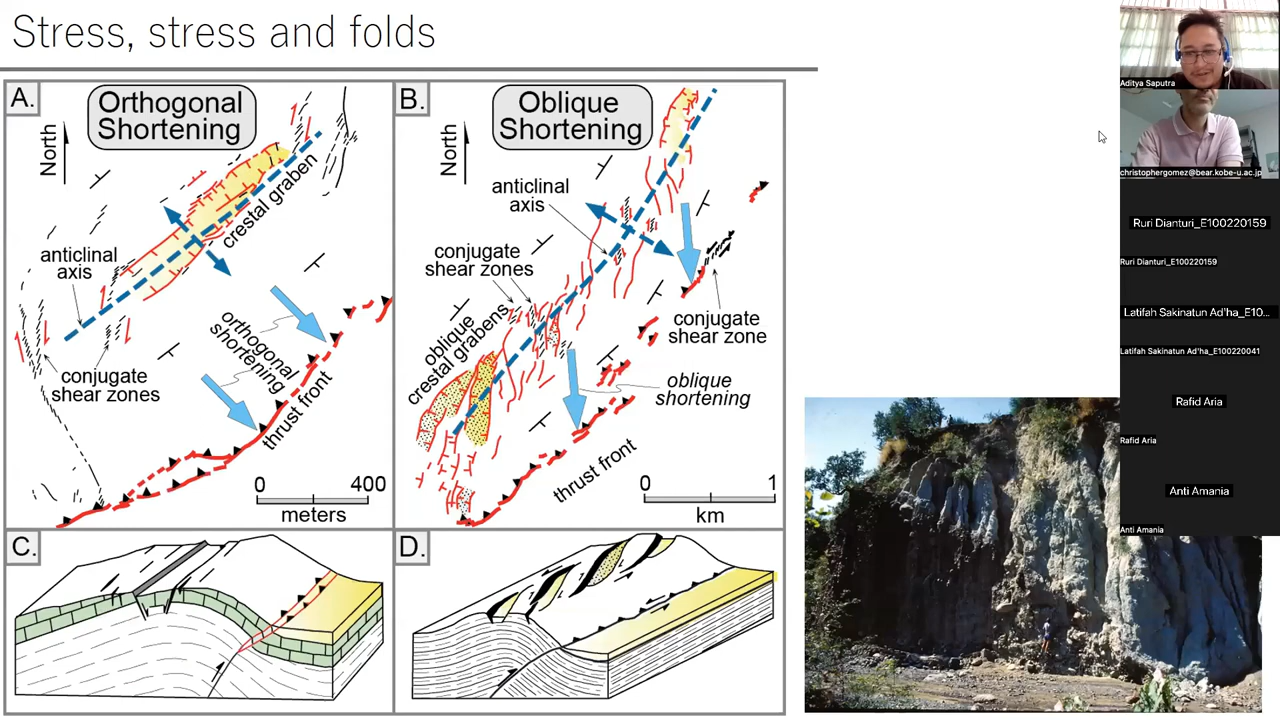 Stress, stress and folds
A.
Orthogonal
Shortening
North
crestal graben
anticlinal
axis
conjugate
shear zones
orthogonal
shortening
thrust front
0
400
meters
B.
Oblique
Shortening
North
anticlinal
axis
conjugate
shear zones
oblique
crestal grabens
conjugate
shear zone
oblique
shortening
thrust front
0
1
km
C.
D.
Aditya Saputra
christophergomez@bear.kobe-u.ac.jp
Ruri Dianturi_E100220159
Ruri Dianturi_E100220159
Latifah Sakinatun Ad'ha_E10...
Latifah Sakinatun Ad'ha_E100220041
Rafid Aria
Rafid Aria
Anti Amania
Anti Amania